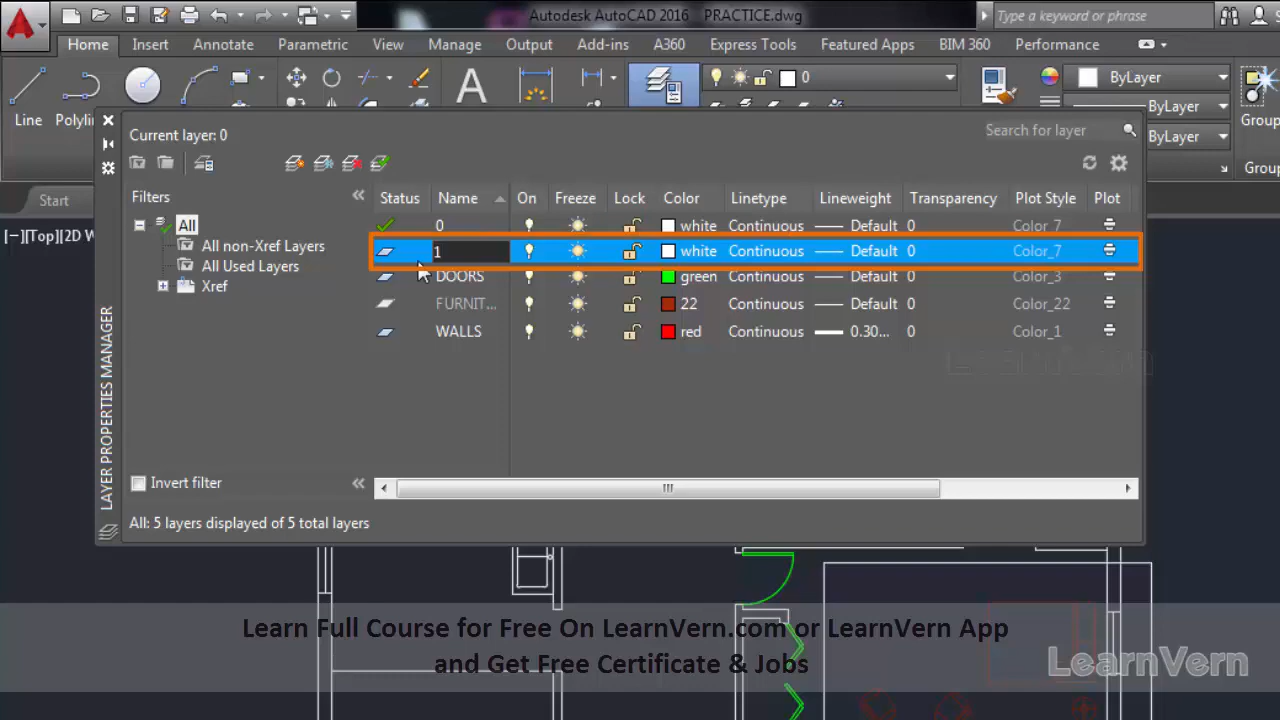 Autodesk AutoCAD 2016 PRACTICE.dwg
Type a keyword or phrase
Home Insert Annotate Parametric View Manage Output Add-ins A360 Express Tools Featured Apps BIM 360 Performance
0
ByLayer
ByLayer
ByLayer
Line
Group
Start
[−][Top][2D W
LAYER PROPERTIES MANAGER
Current layer: 0
Search for layer
Filters
Status Name On Freeze Lock Color Linetype Lineweight Transparency Plot Style Plot
All
All non-Xref Layers
All Used Layers
Xref
0 white Continuous Default 0 Color_7
1 white Continuous Default 0 Color_7
DOORS green Continuous Default 0 Color_3
FURNIT... 22 Continuous Default 0 Color_22
WALLS red Continuous 0.30... 0 Color_1
LearnVern
Invert filter
All: 5 layers displayed of 5 total layers
Learn Full Course for Free On LearnVern.com or LearnVern App
and Get Free Certificate & Jobs
LearnVern